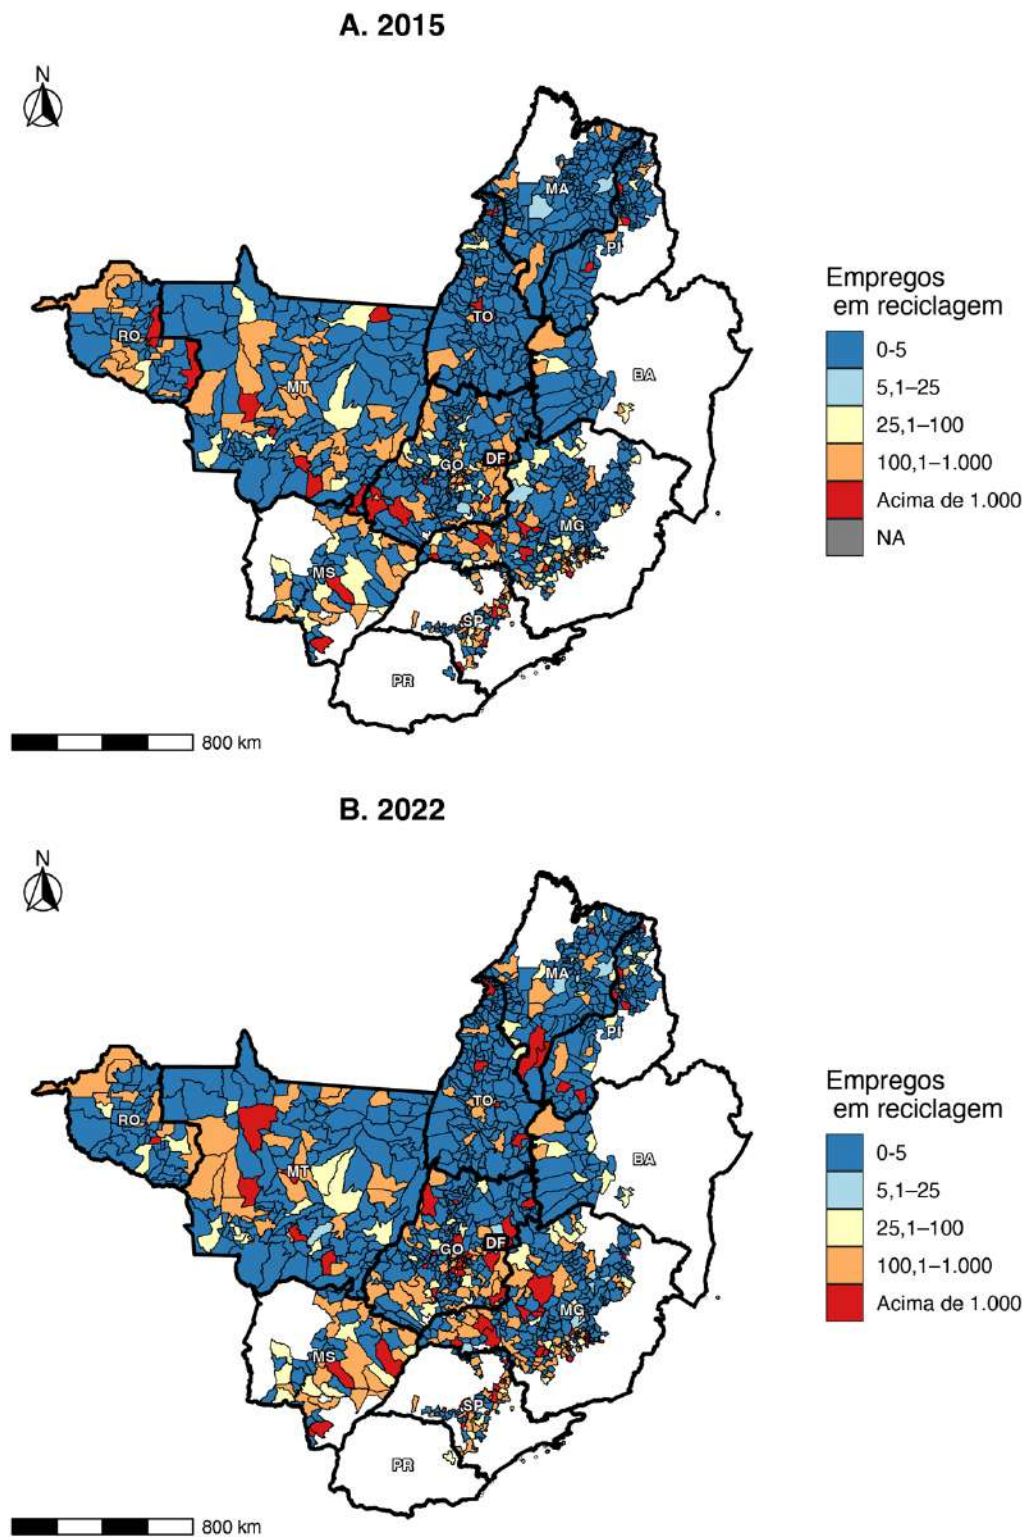 A. 2015
N
MA
PI
TO
RO
BA
MT
GO
DF
MG
MS
SP
PR
Empregos
em reciclagem
0-5
5,1–25
25,1–100
100,1–1.000
Acima de 1.000
NA
800 km
B. 2022
N
MA
PI
TO
RO
BA
MT
GO
DF
MG
MS
SP
PR
Empregos
em reciclagem
0-5
5,1–25
25,1–100
100,1–1.000
Acima de 1.000
800 km